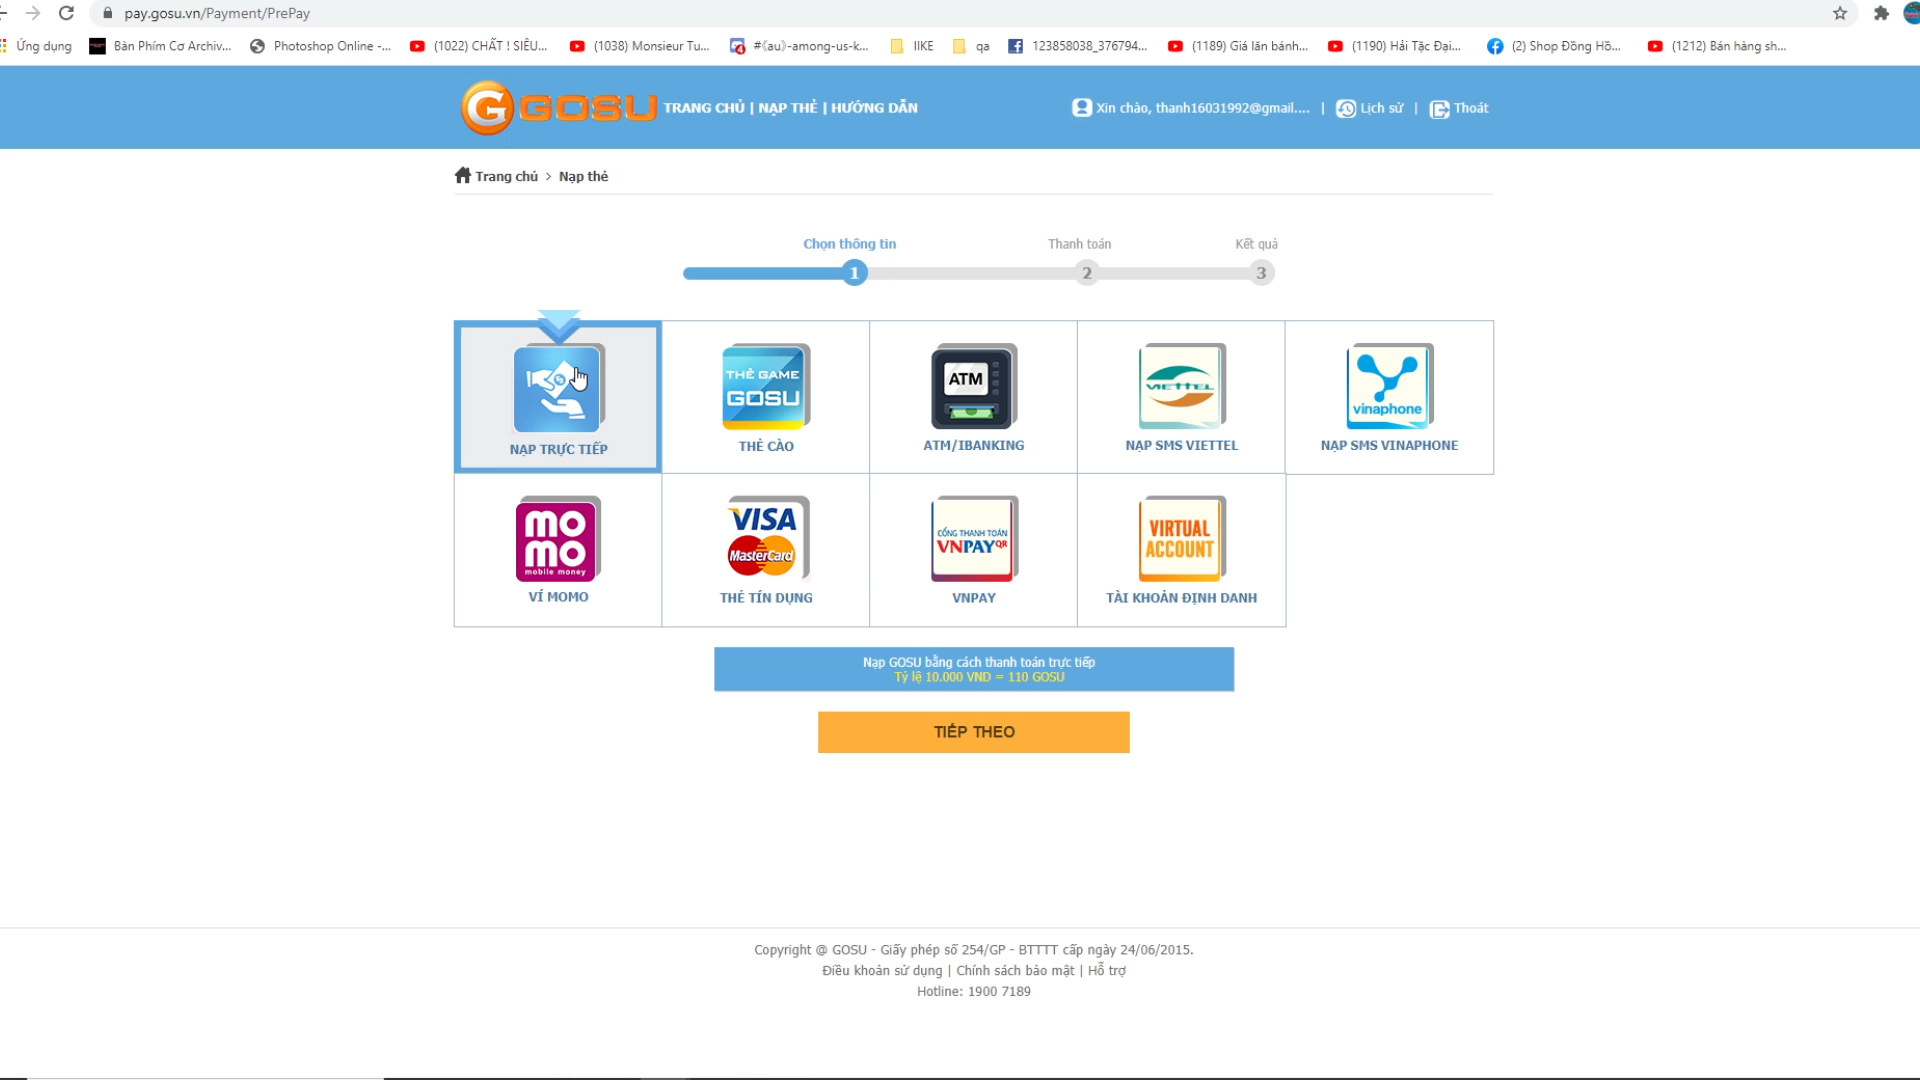 pay.gosu.vn/Payment/PrePay
Ứng dụng
Bàn Phím Cơ Archiv...
Photoshop Online -...
(1022) CHẤT ! SIÊU...
(1038) Monsieur Tu...
#《au》-among-us-k...
IIKE
qa
123858038_376794...
(1189) Giá lăn bánh...
(1190) Hải Tặc Đại...
(2) Shop Đồng Hồ...
(1212) Bán hàng sh...
GOSU
TRANG CHỦ | NẠP THẺ | HƯỚNG DẪN
Xin chào, thanh16031992@gmail.... | Lịch sử | Thoát
Trang chủ > Nạp thẻ
Chọn thông tin
Thanh toán
Kết quả
1
2
3
NẠP TRỰC TIẾP
THẺ GAME
GOSU
THẺ CÀO
ATM
ATM/IBANKING
VIETTEL
NẠP SMS VIETTEL
vinaphone
NẠP SMS VINAPHONE
mo
mo
mobile money
VÍ MOMO
VISA
MasterCard
THẺ TÍN DỤNG
CỔNG THANH TOÁN
VNPAYQR
VNPAY
VIRTUAL
ACCOUNT
TÀI KHOẢN ĐỊNH DANH
Nạp GOSU bằng cách thanh toán trực tiếp
Tỷ lệ 10.000 VND = 110 GOSU
TIẾP THEO
Copyright @ GOSU - Giấy phép số 254/GP - BTTTT cấp ngày 24/06/2015.
Điều khoản sử dụng | Chính sách bảo mật | Hỗ trợ
Hotline: 1900 7189